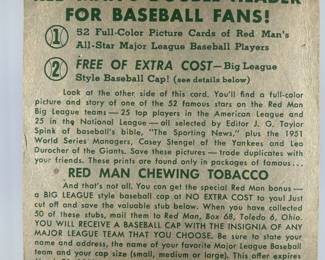 RED MAN'S DOUBLE HEADER
FOR BASEBALL FANS!
1 52 Full-Color Picture Cards of Red Man's
All-Star Major League Baseball Players
2 FREE OF EXTRA COST—Big League
Style Baseball Cap! (see details below)
Look at the other side of this card. You'll find a full-color
picture and story of one of the 52 famous stars on the Red Man
Big League teams — 25 top players in the American League and
25 in the National League — all selected by Editor J. G. Taylor
Spink of baseball's bible, "The Sporting News," plus the 1951
World Series Managers, Casey Stengel of the Yankees and Leo
Durocher of the Giants. Save these pictures — trade duplicates with
your friends. These prints are found only in packages of famous...
RED MAN CHEWING TOBACCO
And that's not all. You can get the special Red Man bonus —
a BIG LEAGUE style baseball cap at NO EXTRA COST to you! Just
cut off and save the valuable stub below. When you have collected
50 of these stubs, mail them to Red Man, Box 68, Toledo 6, Ohio.
YOU WILL RECEIVE A BASEBALL CAP WITH THE INSIGNIA OF ANY
MAJOR LEAGUE TEAM THAT YOU CHOOSE. Be sure to state your
name and address, the name of your favorite Major League Baseball
team and your cap size (small, medium or large). This offer expires